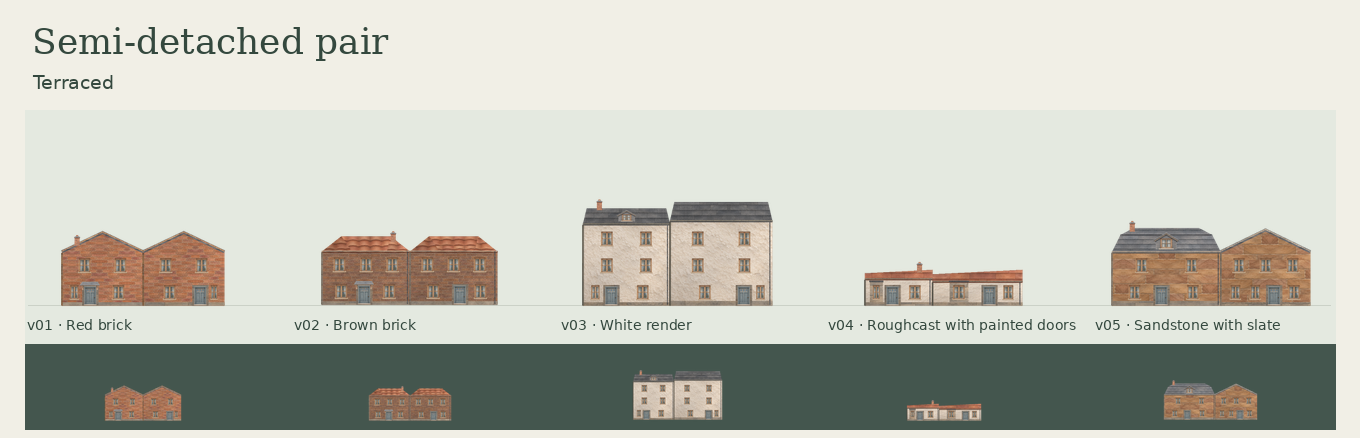 Semi-detached pair
Terraced
v01 · Red brick
v02 · Brown brick
v03 · White render
v04 · Roughcast with painted doors
v05 · Sandstone with slate